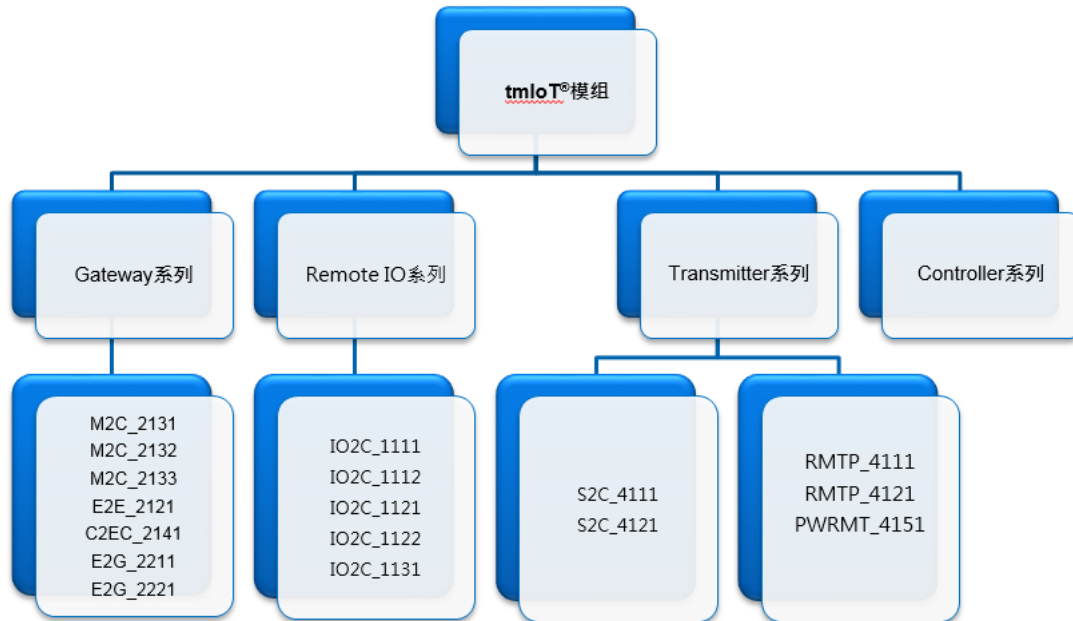 tmIoT®模组
Gateway系列
Remote IO系列
Transmitter系列
Controller系列
M2C_2131
M2C_2132
M2C_2133
E2E_2121
C2EC_2141
E2G_2211
E2G_2221
IO2C_1111
IO2C_1112
IO2C_1121
IO2C_1122
IO2C_1131
S2C_4111
S2C_4121
RMTP_4111
RMTP_4121
PWRMT_4151